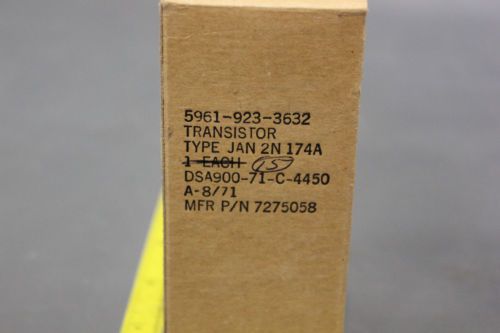 5961-923-3632
TRANSISTOR
TYPE JAN 2N 174A
1 EACH 15
DSA900-71-C-4450
A-8/71
MFR P/N 7275058